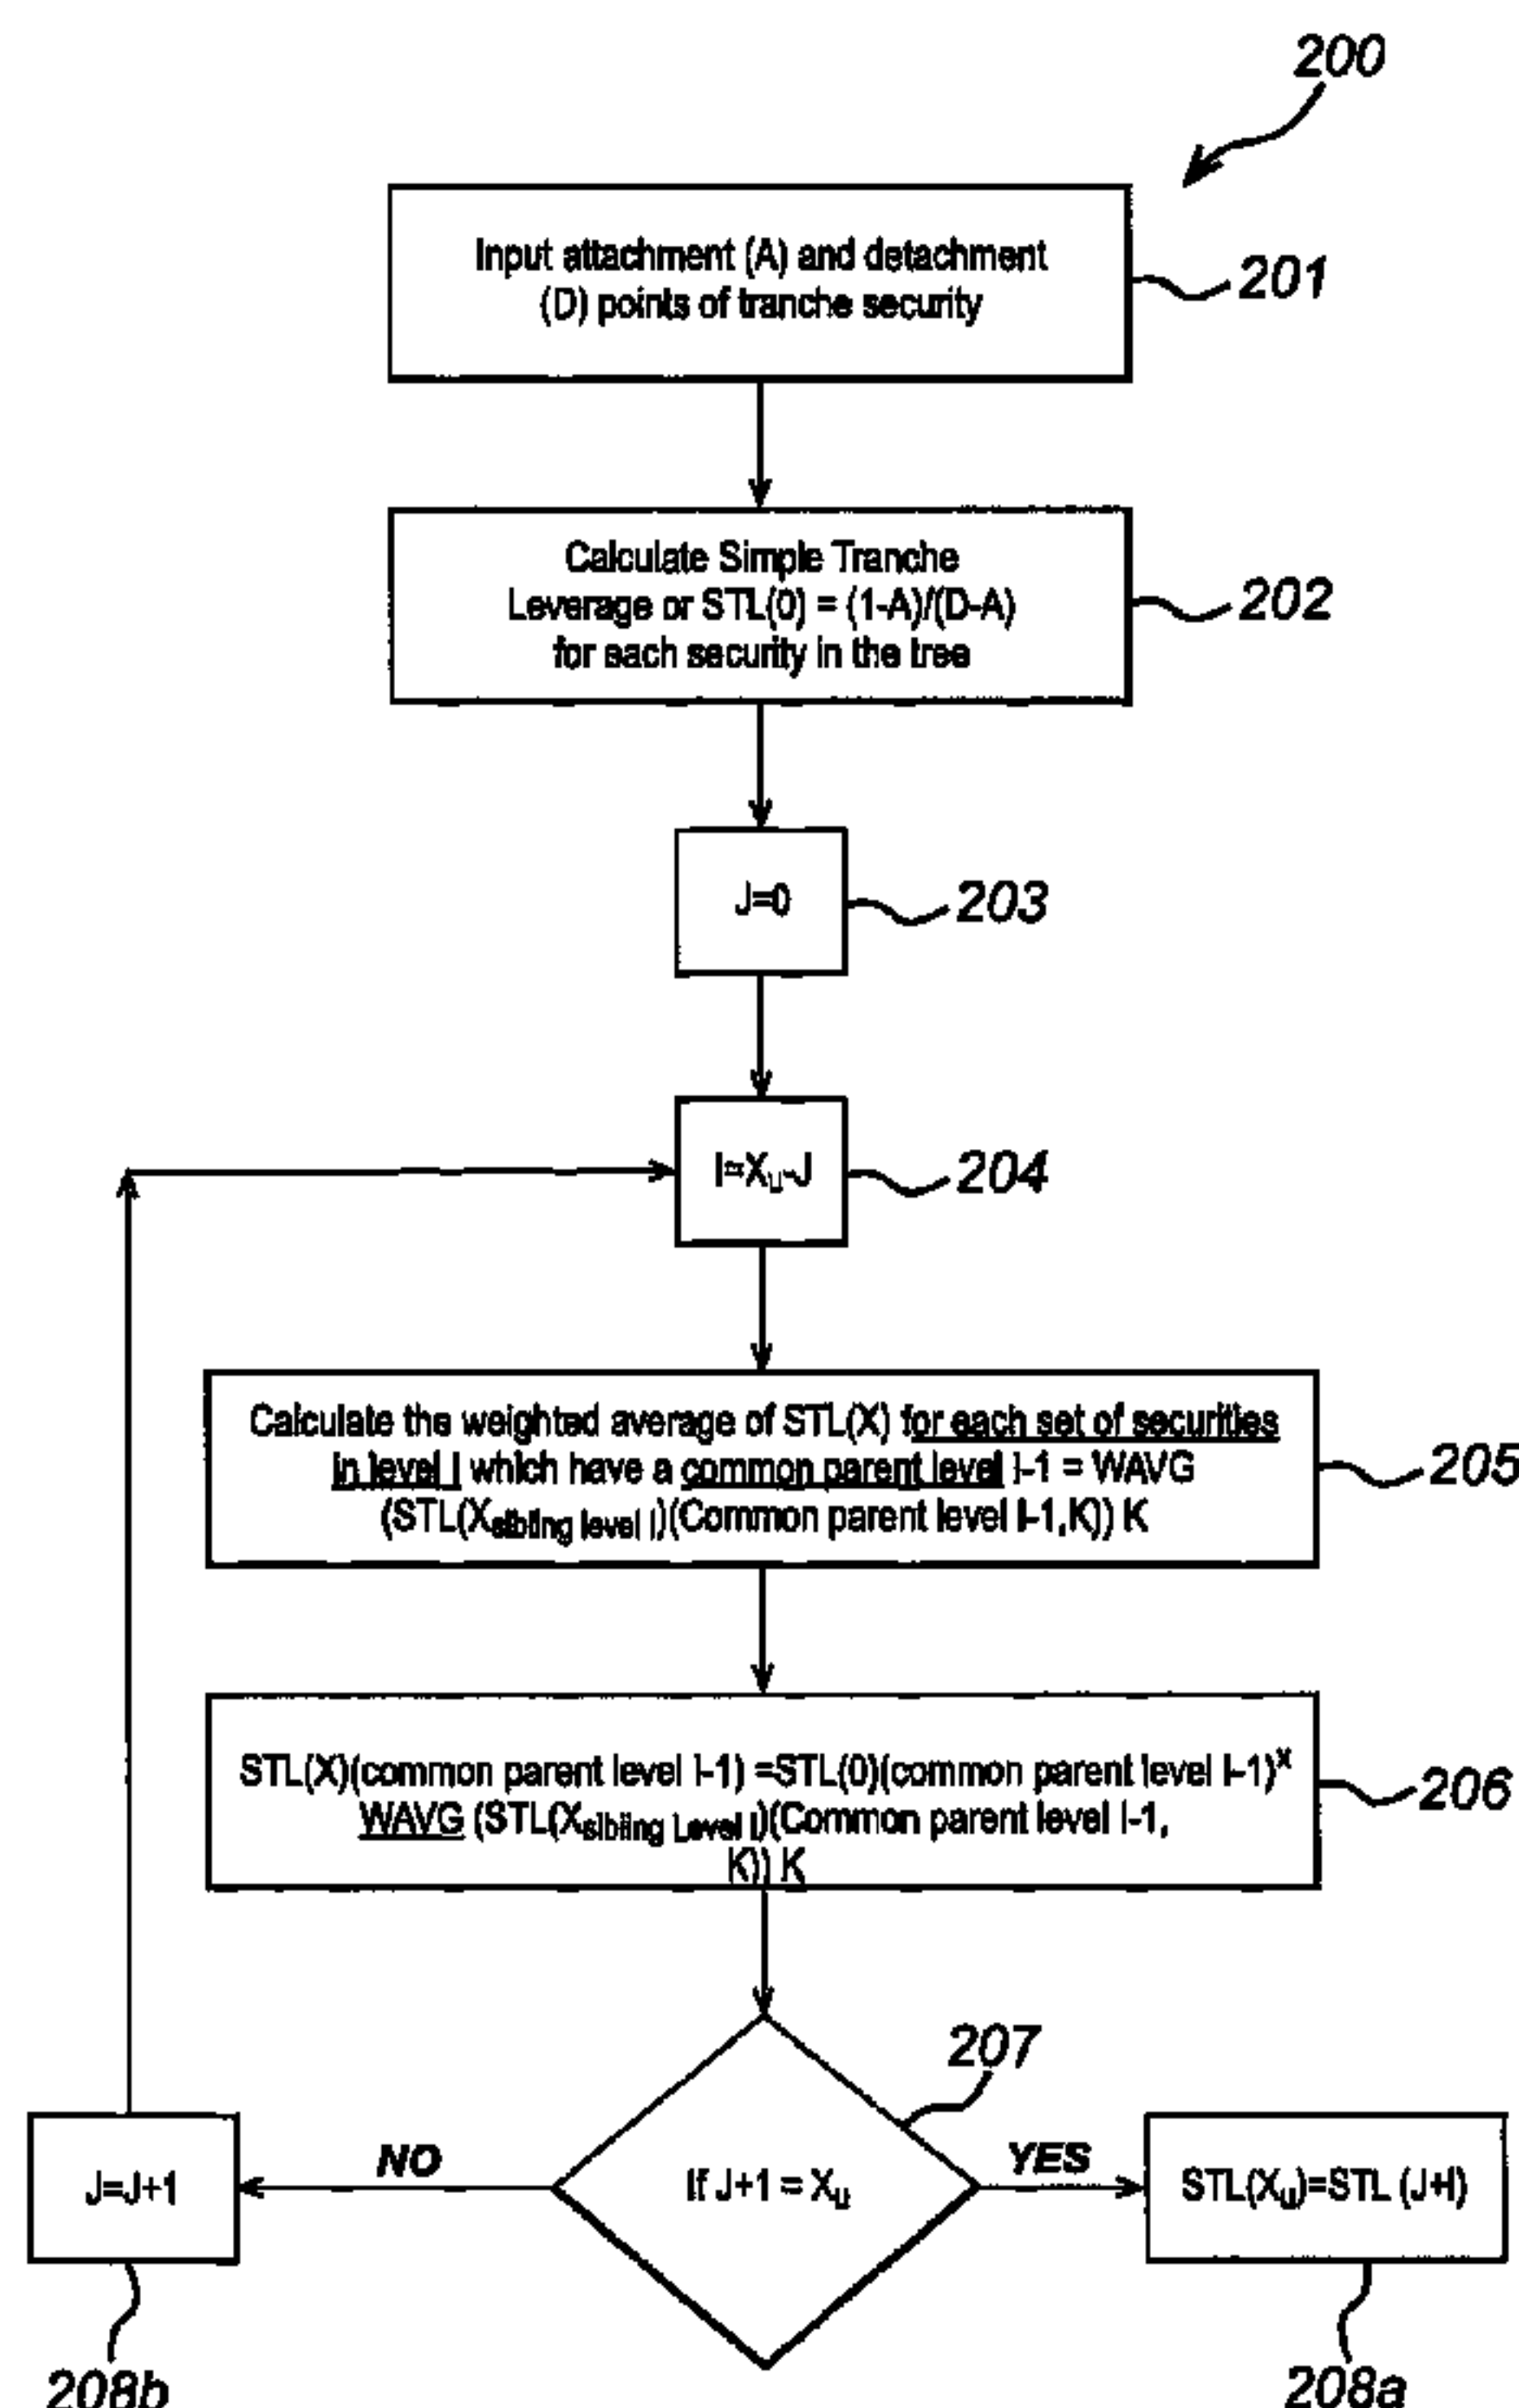 200
Input attachment (A) and detachment
(D) points of tranche security
201
Calculate Simple Tranche
Leverage or STL(0) = (1-A)/(D-A)
for each security in the tree
202
J=0
203
I=Xu-J
204
Calculate the weighted average of STL(X) for each set of securities
in level I which have a common parent level I-1 = WAVG
(STL(Xsibling level I)(Common parent level I-1,K)) K
205
STL(X)(common parent level I-1) =STL(0)(common parent level I-1)x
WAVG (STL(Xsibling Level I)(Common parent level I-1,
K)) K
206
207
If J+1 = Xu
NO
YES
J=J+1
STL(Xu)=STL (J+I)
208b
208a